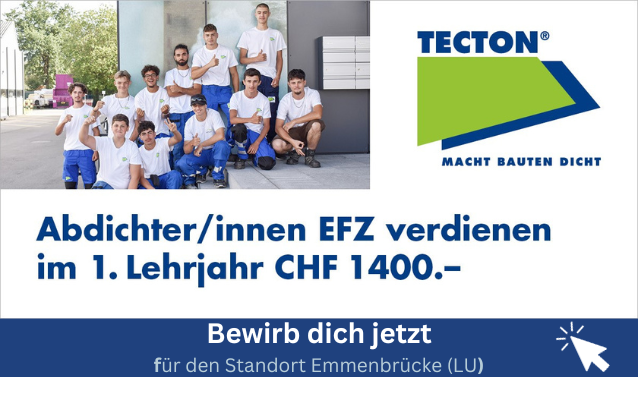 TECTON®
MACHT BAUTEN DICHT
Abdichter/innen EFZ verdienen
im 1. Lehrjahr CHF 1400.–
Bewirb dich jetzt
für den Standort Emmenbrücke (LU)